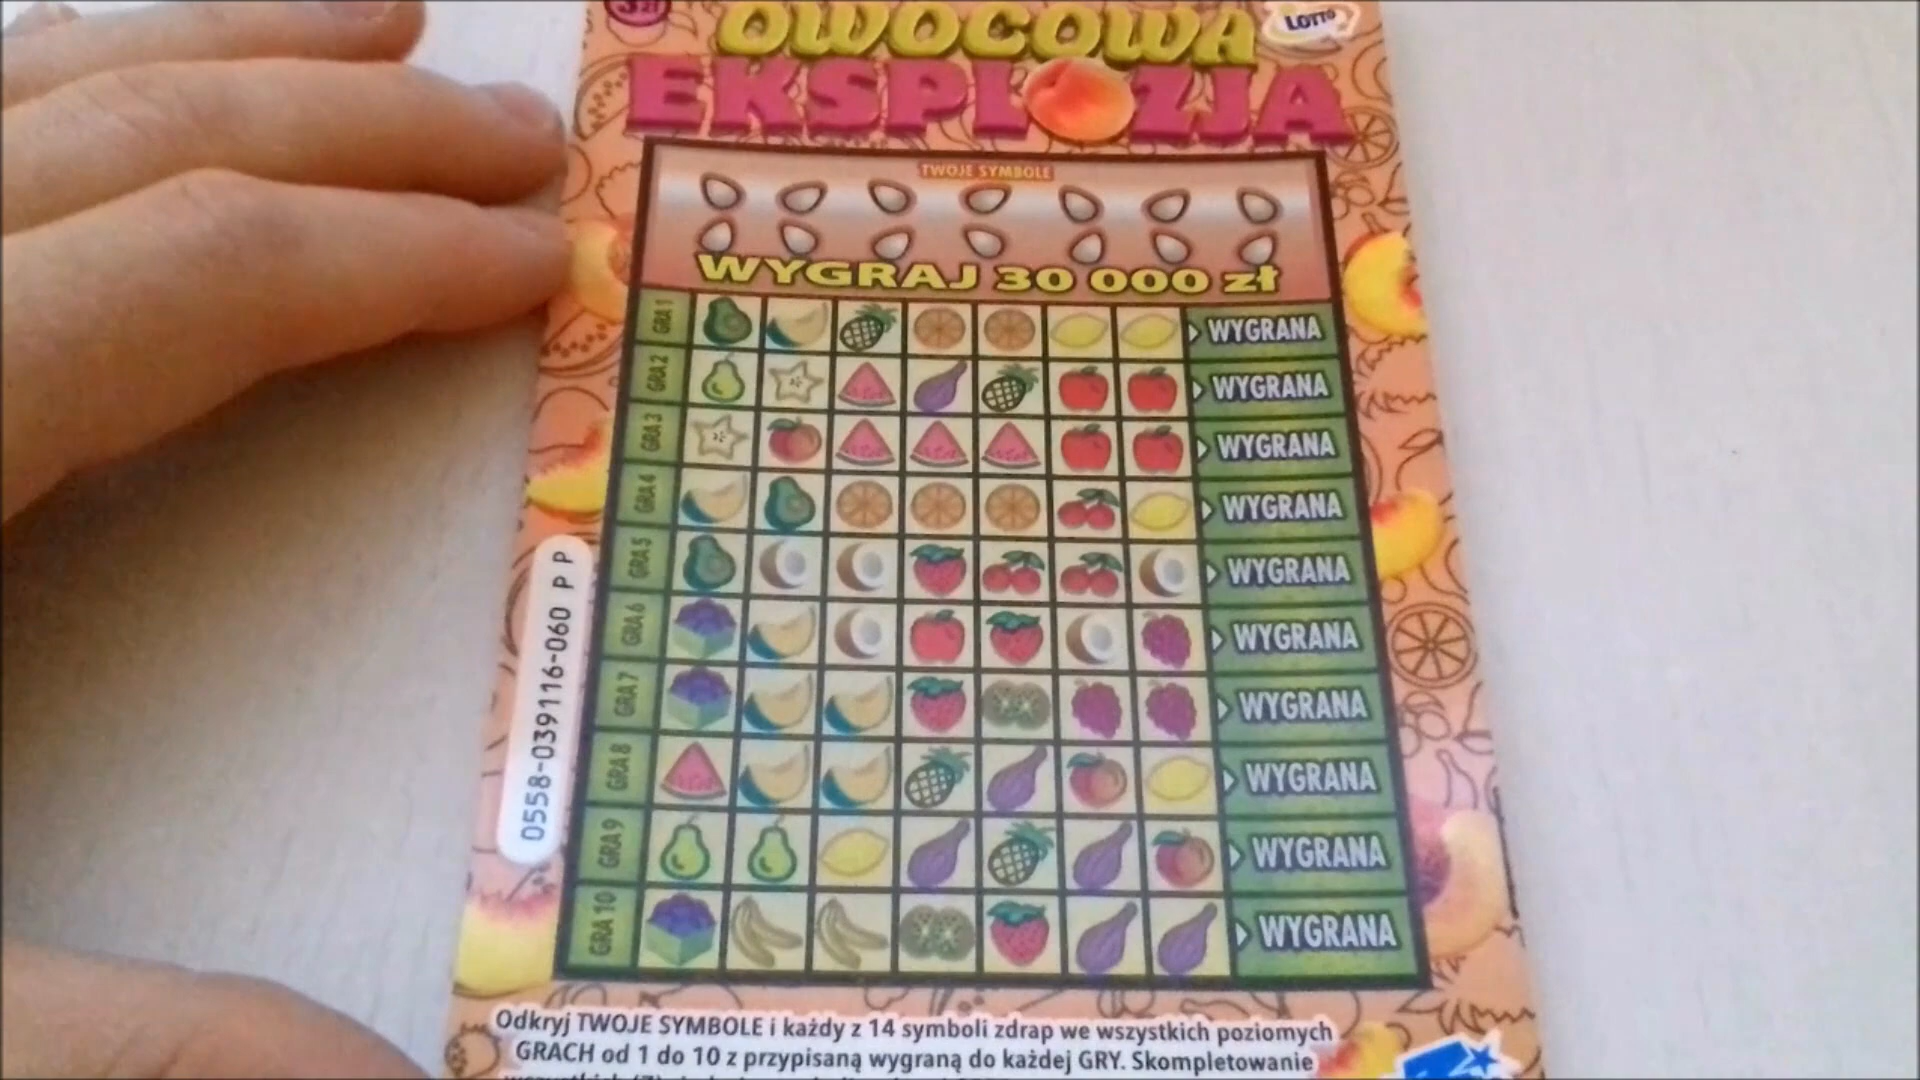 3 zł
OWOCOWA
LOTTO
EKSPLOZJA
TWOJE SYMBOLE
WYGRAJ 30 000 zł
GRA 1 WYGRANA
GRA 2 WYGRANA
GRA 3 WYGRANA
GRA 4 WYGRANA
GRA 5 WYGRANA
GRA 6 WYGRANA
GRA 7 WYGRANA
GRA 8 WYGRANA
GRA 9 WYGRANA
GRA 10 WYGRANA
0558-039116-060 P P
Odkryj TWOJE SYMBOLE i każdy z 14 symboli zdrap we wszystkich poziomych
GRACH od 1 do 10 z przypisaną wygraną do każdej GRY. Skompletowanie